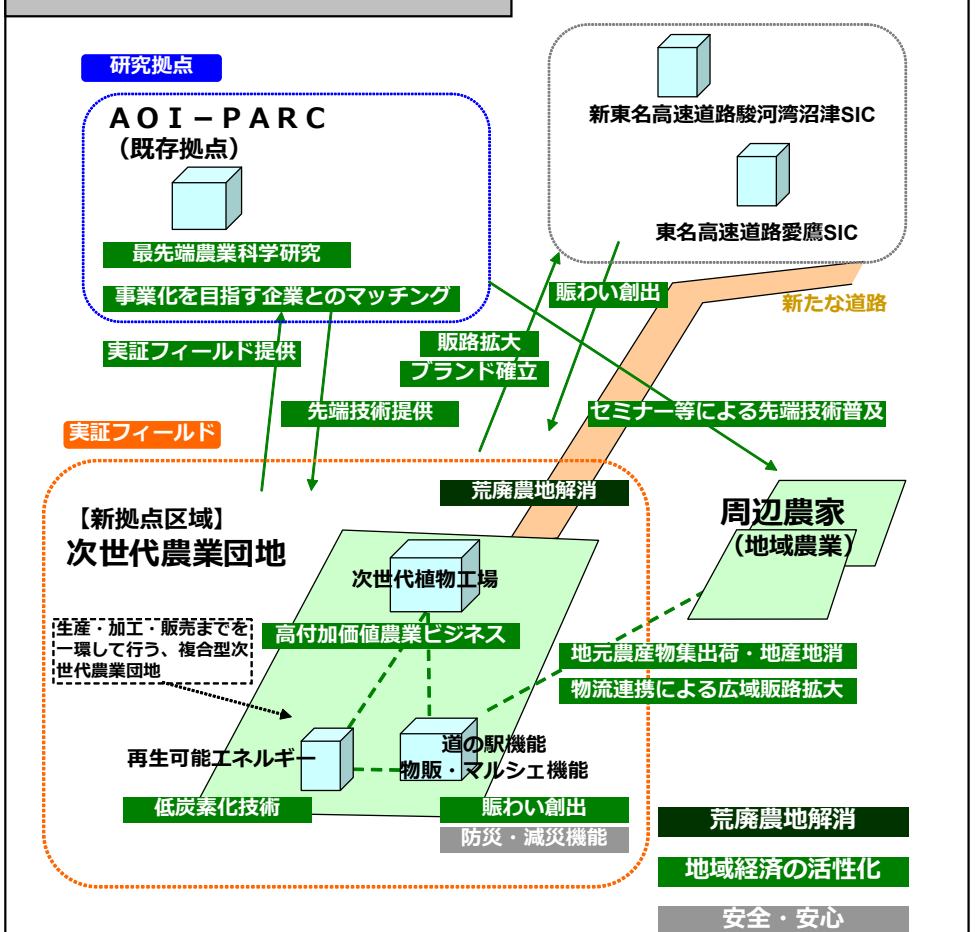 研究拠点
ＡＯＩ－ＰＡＲＣ
（既存拠点）
最先端農業科学研究
事業化を目指す企業とのマッチング
新東名高速道路駿河湾沼津SIC
東名高速道路愛鷹SIC
新たな道路
実証フィールド提供
先端技術提供
販路拡大
ブランド確立
賑わい創出
セミナー等による先端技術普及
実証フィールド
荒廃農地解消
【新拠点区域】
次世代農業団地
周辺農家
（地域農業）
次世代植物工場
高付加価値農業ビジネス
生産・加工・販売までを
一環して行う、複合型次
世代農業団地
地元農産物集出荷・地産地消
物流連携による広域販路拡大
再生可能エネルギー
道の駅機能
物販・マルシェ機能
低炭素化技術
賑わい創出
防災・減災機能
荒廃農地解消
地域経済の活性化
安全・安心